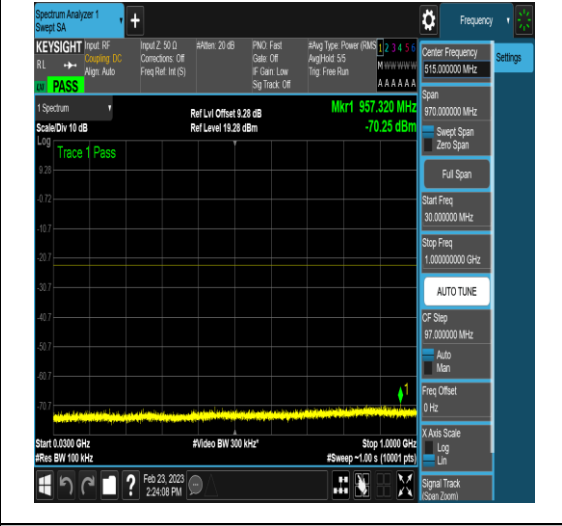 Spectrum Analyzer 1
Swept SA
Frequency
KEYSIGHT
RL
PASS
Input: RF
Coupling: DC
Align: Auto
Input Z: 50 Ω
Corrections: Off
Freq Ref: Int (S)
#Atten: 20 dB
PNO: Fast
Gate: Off
IF Gain: Low
Sig Track: Off
#Avg Type: Power (RMS
Avg|Hold: 5/5
Trig: Free Run
1 2 3 4 5 6
M W W W W W
A A A A A A
Center Frequency
515.000000 MHz
Settings
Span
970.000000 MHz
Swept Span
Zero Span
Full Span
Start Freq
30.000000 MHz
Stop Freq
1.000000000 GHz
AUTO TUNE
CF Step
97.000000 MHz
Auto
Man
Freq Offset
0 Hz
X Axis Scale
Log
Lin
Signal Track
(Span Zoom)
1 Spectrum
Scale/Div 10 dB
Ref Lvl Offset 9.28 dB
Ref Level 19.28 dBm
Mkr1 957.320 MHz
-70.25 dBm
Log
Trace 1 Pass
9.28
-0.72
-10.7
-20.7
-30.7
-40.7
-50.7
-60.7
-70.7
1
Start 0.0300 GHz
#Res BW 100 kHz
#Video BW 300 kHz*
Stop 1.0000 GHz
#Sweep ~1.00 s (10001 pts)
Feb 23, 2023
2:24:08 PM